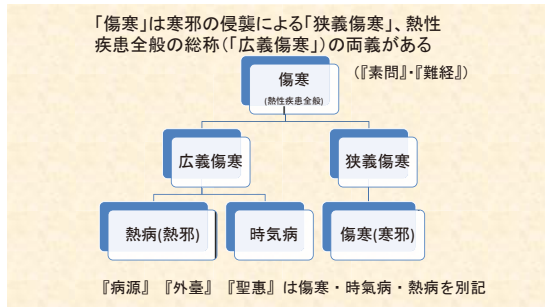 「傷寒」は寒邪の侵襲による「狭義傷寒」、熱性
疾患全般の総称(「広義傷寒」)の両義がある
傷寒
(熱性疾患全般)
(『素問』・『難経』)
広義傷寒
狭義傷寒
熱病(熱邪)
時気病
傷寒(寒邪)
『病源』『外臺』『聖惠』は傷寒・時氣病・熱病を別記